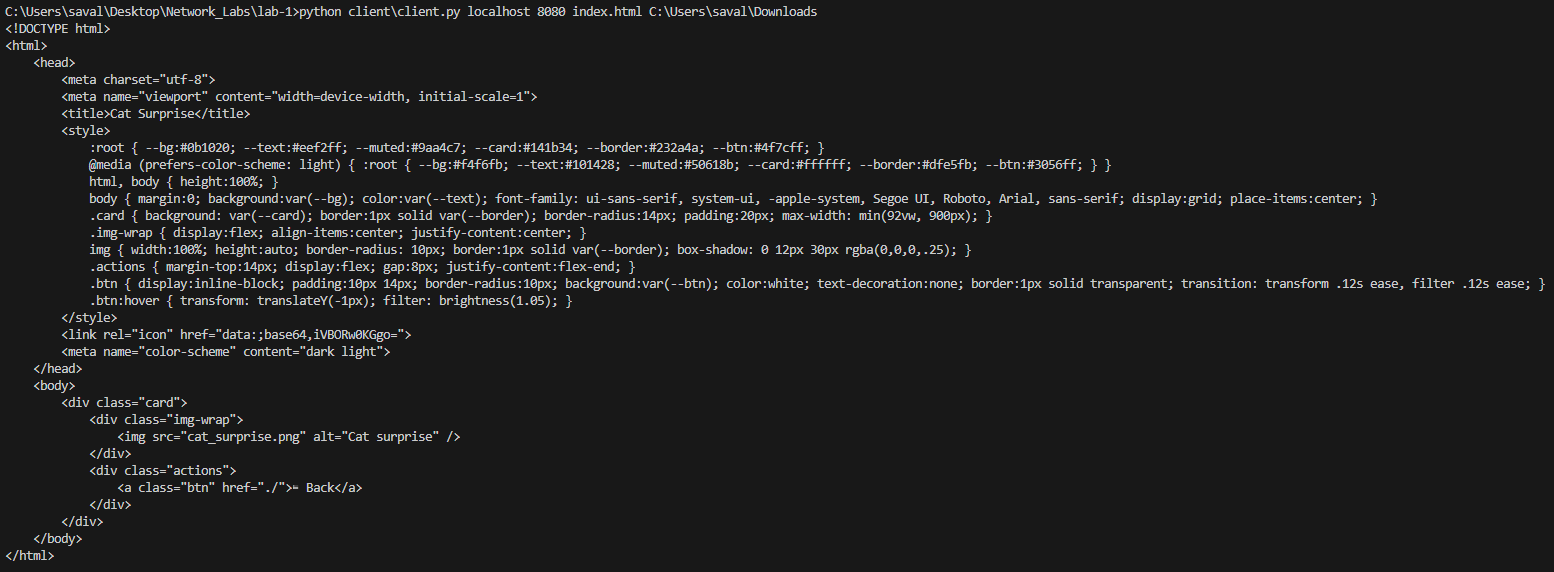 C:\Users\saval\Desktop\Network_Labs\lab-1>python client\client.py localhost 8080 index.html C:\Users\saval\Downloads
<!DOCTYPE html>
<html>
    <head>
        <meta charset="utf-8">
        <meta name="viewport" content="width=device-width, initial-scale=1">
        <title>Cat Surprise</title>
        <style>
            :root { --bg:#0b1020; --text:#eef2ff; --muted:#9aa4c7; --card:#141b34; --border:#232a4a; --btn:#4f7cff; }
            @media (prefers-color-scheme: light) { :root { --bg:#f4f6fb; --text:#101428; --muted:#50618b; --card:#ffffff; --border:#dfe5fb; --btn:#3056ff; } }
            html, body { height:100%; }
            body { margin:0; background:var(--bg); color:var(--text); font-family: ui-sans-serif, system-ui, -apple-system, Segoe UI, Roboto, Arial, sans-serif; display:grid; place-items:center; }
            .card { background: var(--card); border:1px solid var(--border); border-radius:14px; padding:20px; max-width: min(92vw, 900px); }
            .img-wrap { display:flex; align-items:center; justify-content:center; }
            img { width:100%; height:auto; border-radius: 10px; border:1px solid var(--border); box-shadow: 0 12px 30px rgba(0,0,0,.25); }
            .actions { margin-top:14px; display:flex; gap:8px; justify-content:flex-end; }
            .btn { display:inline-block; padding:10px 14px; border-radius:10px; background:var(--btn); color:white; text-decoration:none; border:1px solid transparent; transition: transform .12s ease, filter .12s ease; }
            .btn:hover { transform: translateY(-1px); filter: brightness(1.05); }
        </style>
        <link rel="icon" href="data:;base64,iVBORw0KGgo=">
        <meta name="color-scheme" content="dark light">
    </head>
    <body>
        <div class="card">
            <div class="img-wrap">
                <img src="cat_surprise.png" alt="Cat surprise" />
            </div>
            <div class="actions">
                <a class="btn" href="./"> Back</a>
            </div>
        </div>
    </body>
</html>